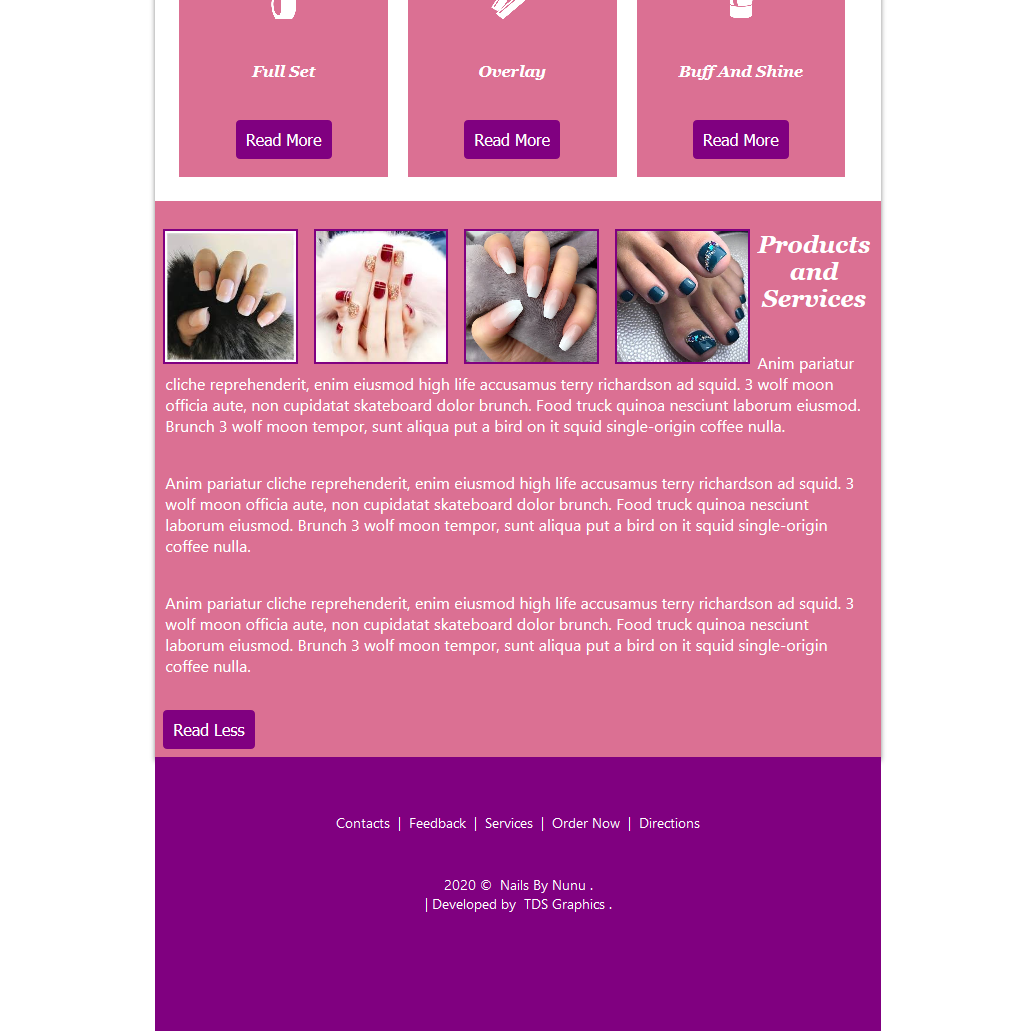 Full Set
Overlay
Buff And Shine
Read More
Read More
Read More
Products
and
Services
Anim pariatur
cliche reprehenderit, enim eiusmod high life accusamus terry richardson ad squid. 3 wolf moon
officia aute, non cupidatat skateboard dolor brunch. Food truck quinoa nesciunt laborum eiusmod.
Brunch 3 wolf moon tempor, sunt aliqua put a bird on it squid single-origin coffee nulla.
Anim pariatur cliche reprehenderit, enim eiusmod high life accusamus terry richardson ad squid. 3
wolf moon officia aute, non cupidatat skateboard dolor brunch. Food truck quinoa nesciunt
laborum eiusmod. Brunch 3 wolf moon tempor, sunt aliqua put a bird on it squid single-origin
coffee nulla.
Anim pariatur cliche reprehenderit, enim eiusmod high life accusamus terry richardson ad squid. 3
wolf moon officia aute, non cupidatat skateboard dolor brunch. Food truck quinoa nesciunt
laborum eiusmod. Brunch 3 wolf moon tempor, sunt aliqua put a bird on it squid single-origin
coffee nulla.
Read Less
Contacts | Feedback | Services | Order Now | Directions
2020 © Nails By Nunu .
| Developed by TDS Graphics .